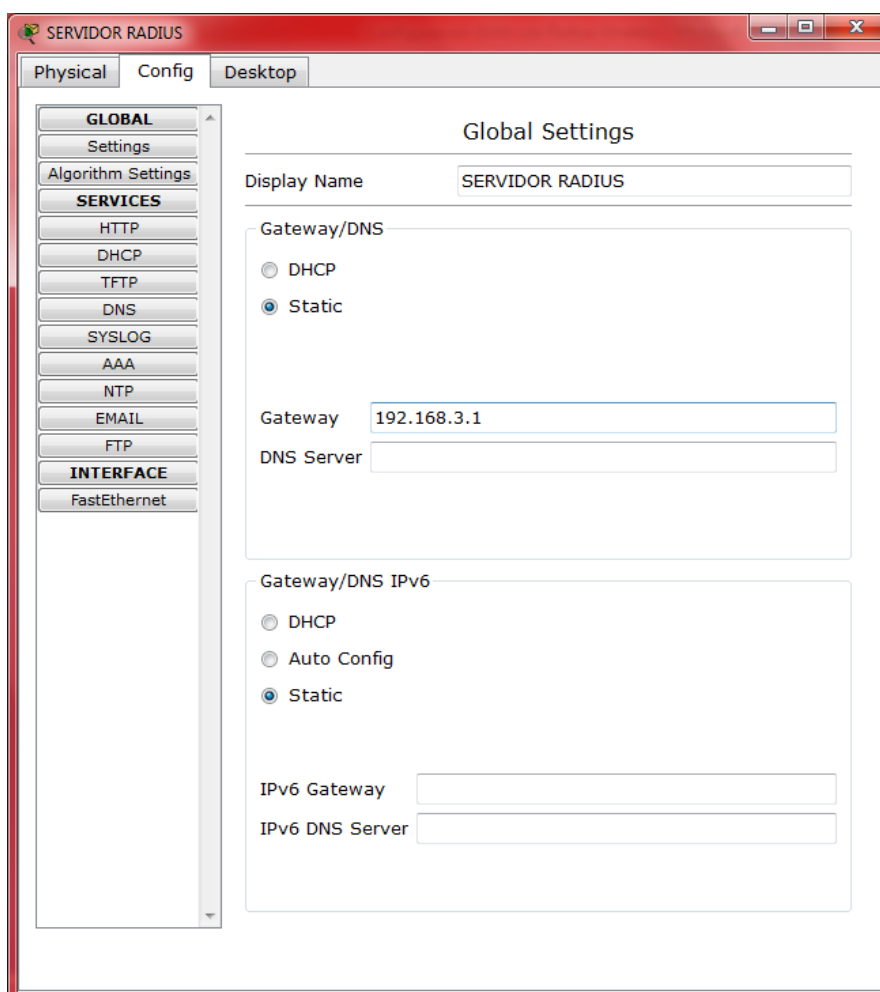 SERVIDOR RADIUS
Physical Config Desktop
GLOBAL
Settings
Algorithm Settings
SERVICES
HTTP
DHCP
TFTP
DNS
SYSLOG
AAA
NTP
EMAIL
FTP
INTERFACE
FastEthernet
Global Settings
Display Name SERVIDOR RADIUS
Gateway/DNS
DHCP
Static
Gateway 192.168.3.1
DNS Server
Gateway/DNS IPv6
DHCP
Auto Config
Static
IPv6 Gateway
IPv6 DNS Server